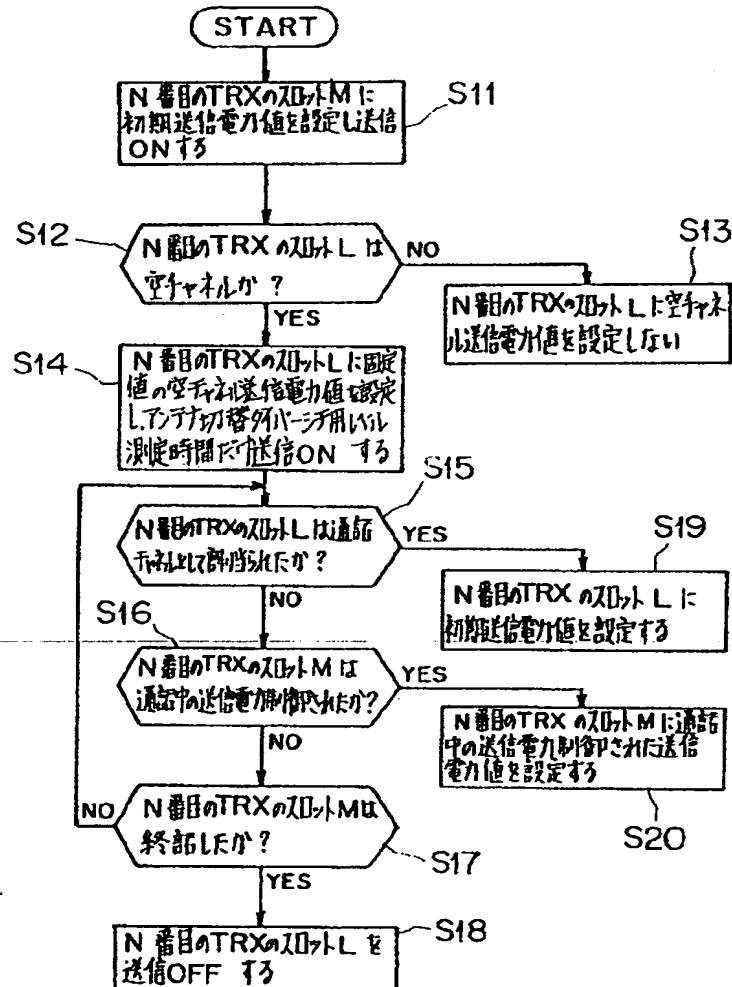 START
N 番目のTRXのスロットMに
初期送信電力値を設定し送信
ONする
S11
S12
N番目のTRXのスロットLは
空チャネルか？
NO
YES
S13
N番目のTRXのスロットLに空チャネ
ル送信電力値を設定しない
S14
N番目のTRXのスロットLに固定
値の空チャネル送信電力値を設定
し、アンテナ切替ダイバーシチ用レベル
測定時間だけ送信ONする
S15
N番目のTRXのスロットLは通話
チャネルとして割り当られたか？
YES
NO
S19
N番目のTRXのスロットLに
初期送信電力値を設定する
S16
N番目のTRXのスロットMは
通話中の送信電力制御されたか？
YES
NO
N番目のTRXのスロットMに通話
中の送信電力制御された送信
電力値を設定する
S20
NO
N番目のTRXのスロットMは
終話したか？
S17
YES
N 番目のTRXのスロットLを
送信OFFする
S18